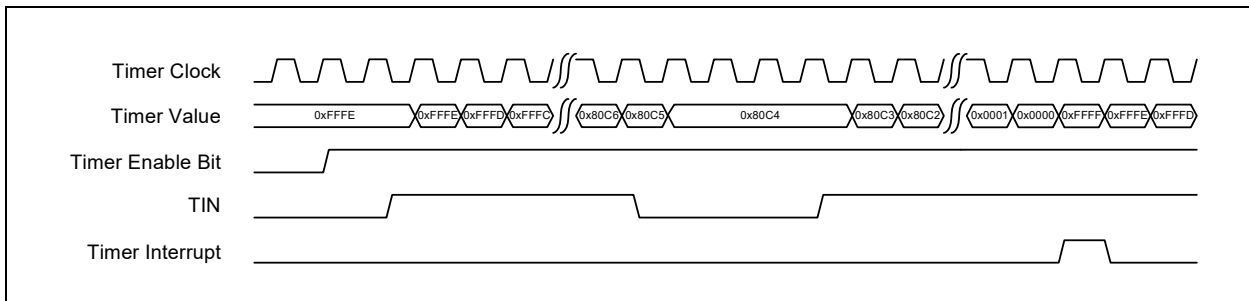 Timer Clock
Timer Value 0xFFFE 0xFFFE 0xFFFD 0xFFFC 0x80C6 0x80C5 0x80C4 0x80C3 0x80C2 0x0001 0x0000 0xFFFF 0xFFFE 0xFFFD
Timer Enable Bit
TIN
Timer Interrupt